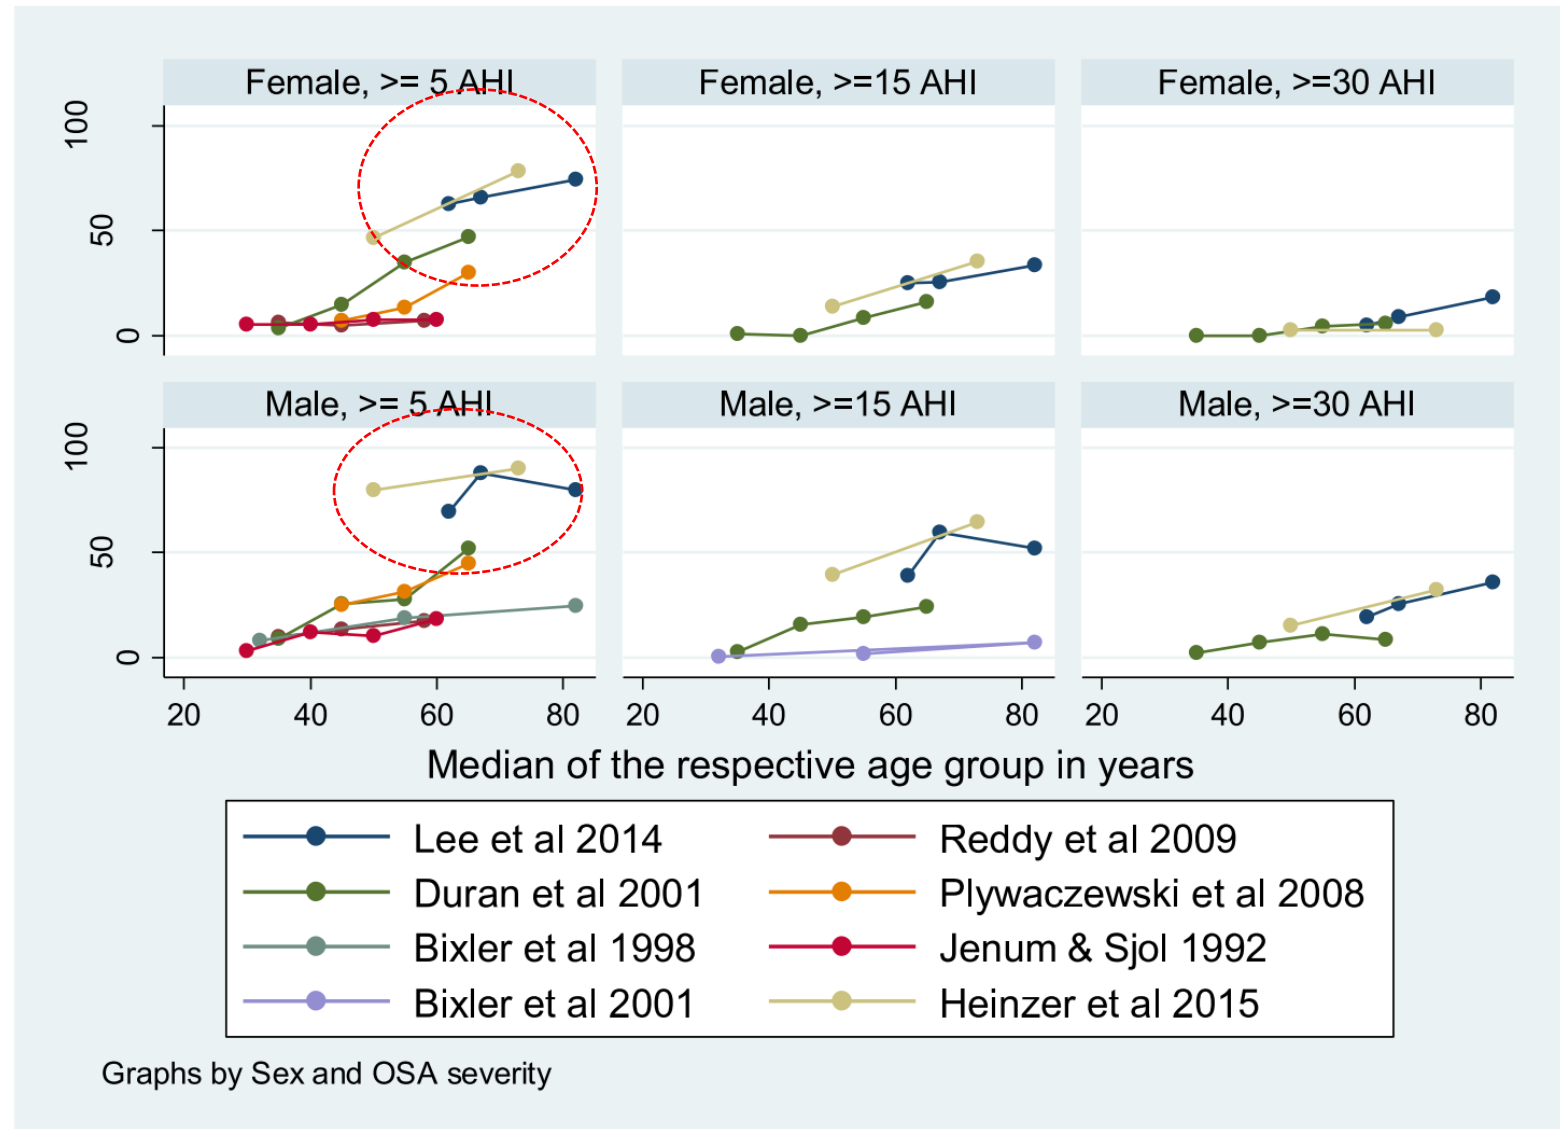 Female, >= 5 AHI
Female, >=15 AHI
Female, >=30 AHI
100
50
0
Male, >= 5 AHI
Male, >=15 AHI
Male, >=30 AHI
100
50
0
20 40 60 80 20 40 60 80 20 40 60 80
Median of the respective age group in years
Lee et al 2014
Reddy et al 2009
Duran et al 2001
Plywaczewski et al 2008
Bixler et al 1998
Jenum & Sjol 1992
Bixler et al 2001
Heinzer et al 2015
Graphs by Sex and OSA severity